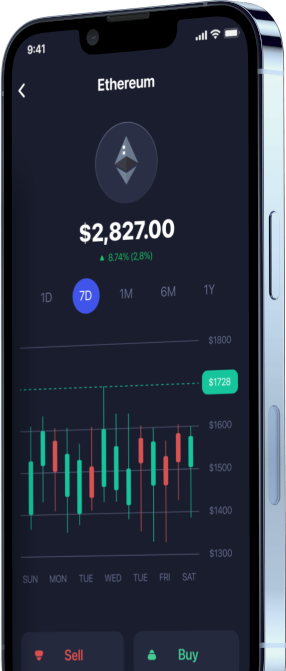 9:41
Ethereum
$2,827.00
8,74% (2,8%)
1D 7D 1M 6M 1Y
$1800
$1728
$1600
$1500
$1400
$1300
SUN MON TUE WED TUE FRI SAT
Sell Buy